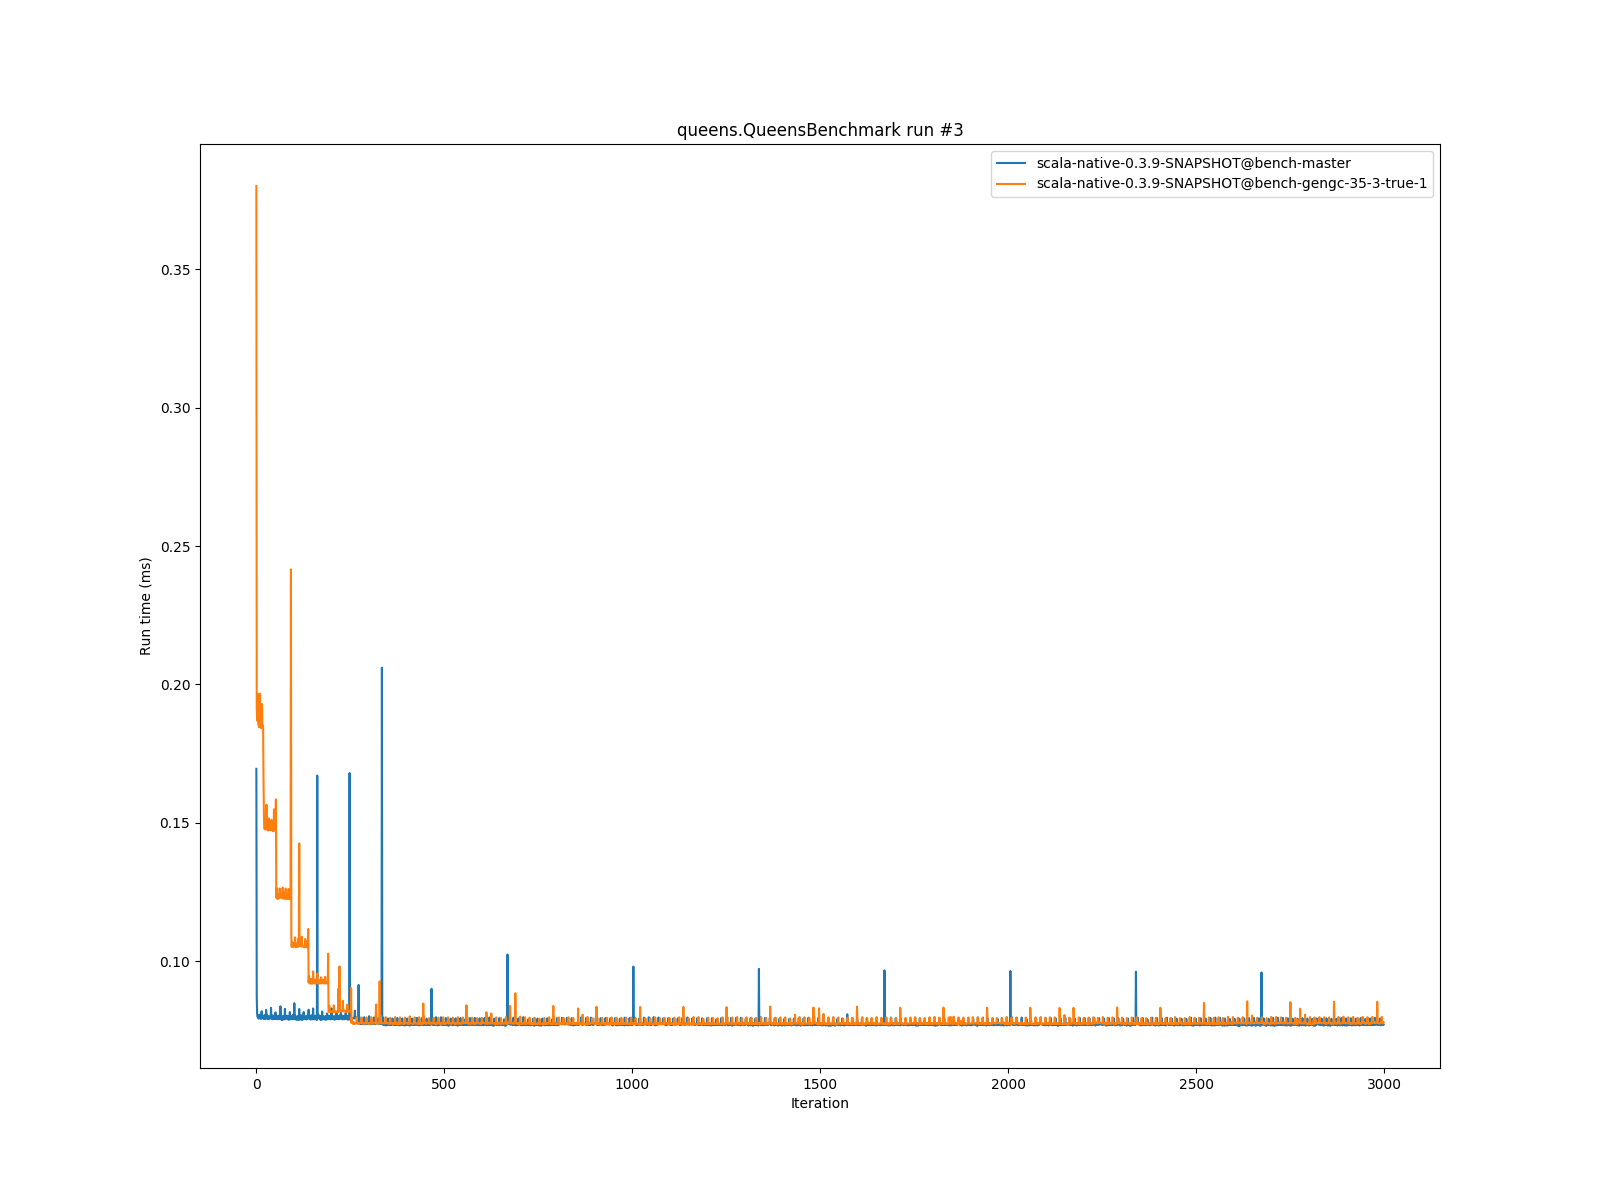 queens.QueensBenchmark run #3
scala-native-0.3.9-SNAPSHOT@bench-master
scala-native-0.3.9-SNAPSHOT@bench-gengc-35-3-true-1
Run time (ms)
0.35
0.30
0.25
0.20
0.15
0.10
0
500
1000
1500
2000
2500
3000
Iteration